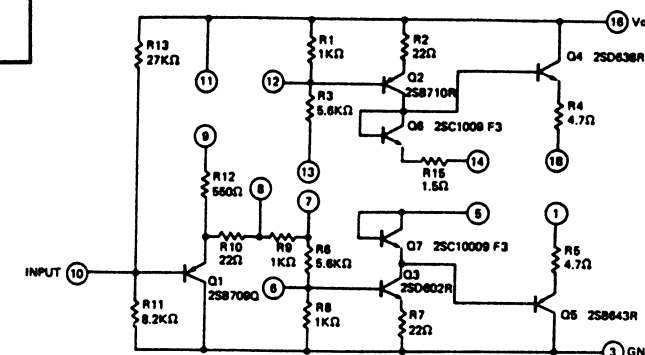 16 Vc
R13
27KΩ
R1
1KΩ
R2
22Ω
Q4 2SD638R
11
12
Q2
2SB710R
R3
5.6KΩ
R4
4.7Ω
Q6 2SC1009 F3
9
13
R15
1.5Ω
14
18
R12
560Ω
8
7
5
1
R10
22Ω
R9
1KΩ
R6
5.6KΩ
Q7 2SC10009 F3
R5
4.7Ω
INPUT 10
Q1
2SB709Q
6
Q3
2SD602R
R11
8.2KΩ
R8
1KΩ
R7
22Ω
Q5 2SB643R
3 GN